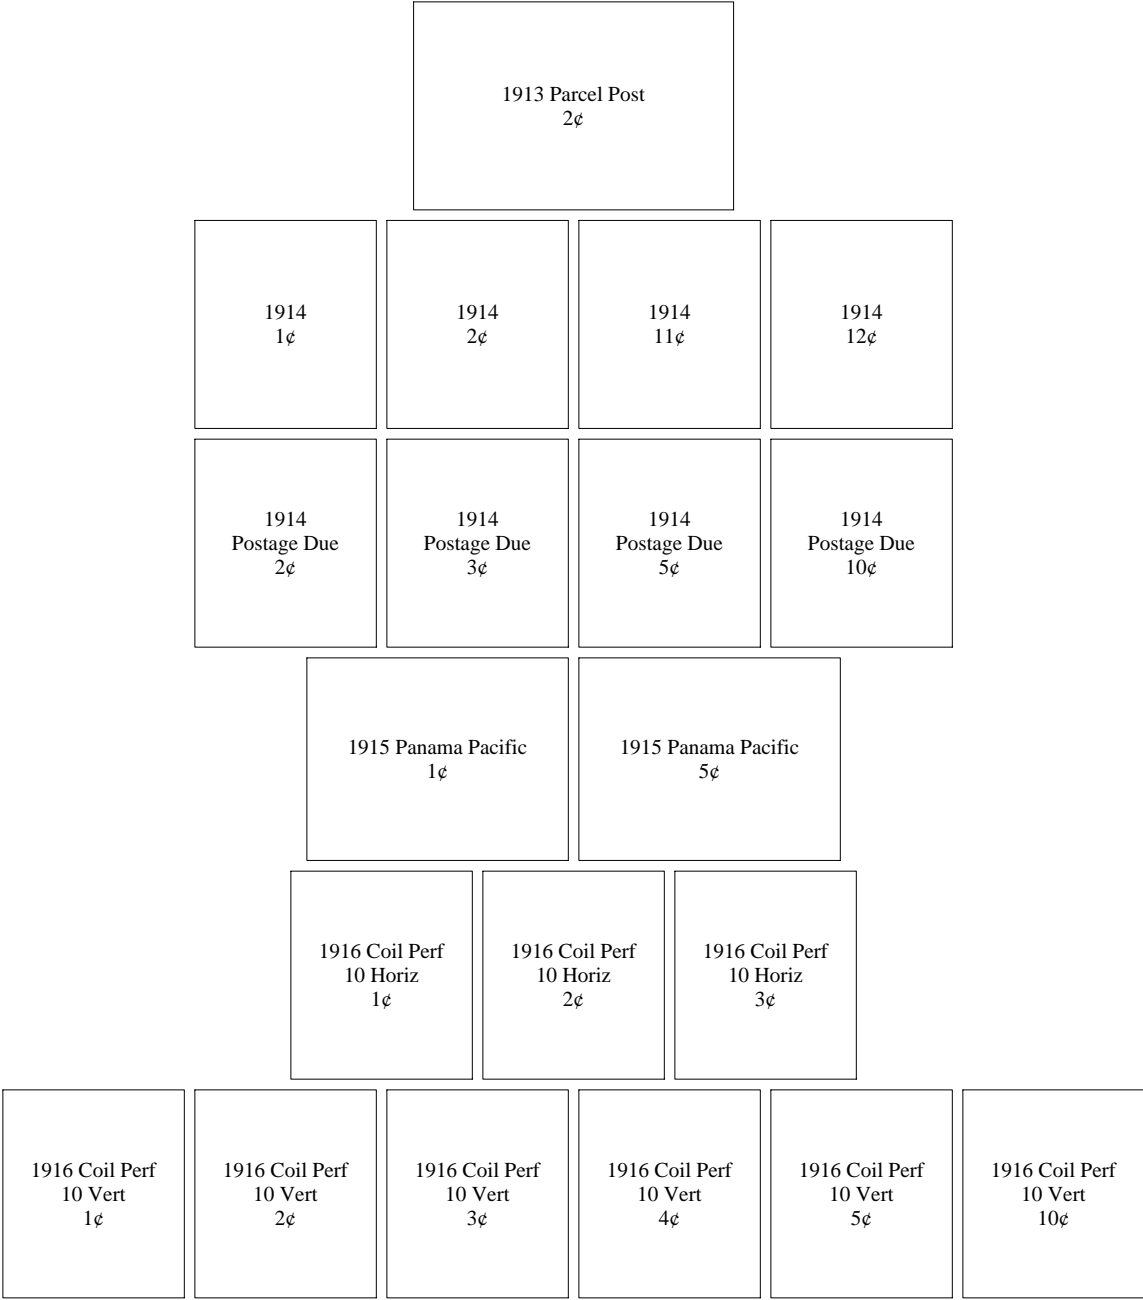 1913 Parcel Post
2¢
1914
1¢
1914
2¢
1914
11¢
1914
12¢
1914
Postage Due
2¢
1914
Postage Due
3¢
1914
Postage Due
5¢
1914
Postage Due
10¢
1915 Panama Pacific
1¢
1915 Panama Pacific
5¢
1916 Coil Perf
10 Horiz
1¢
1916 Coil Perf
10 Horiz
2¢
1916 Coil Perf
10 Horiz
3¢
1916 Coil Perf
10 Vert
1¢
1916 Coil Perf
10 Vert
2¢
1916 Coil Perf
10 Vert
3¢
1916 Coil Perf
10 Vert
4¢
1916 Coil Perf
10 Vert
5¢
1916 Coil Perf
10 Vert
10¢